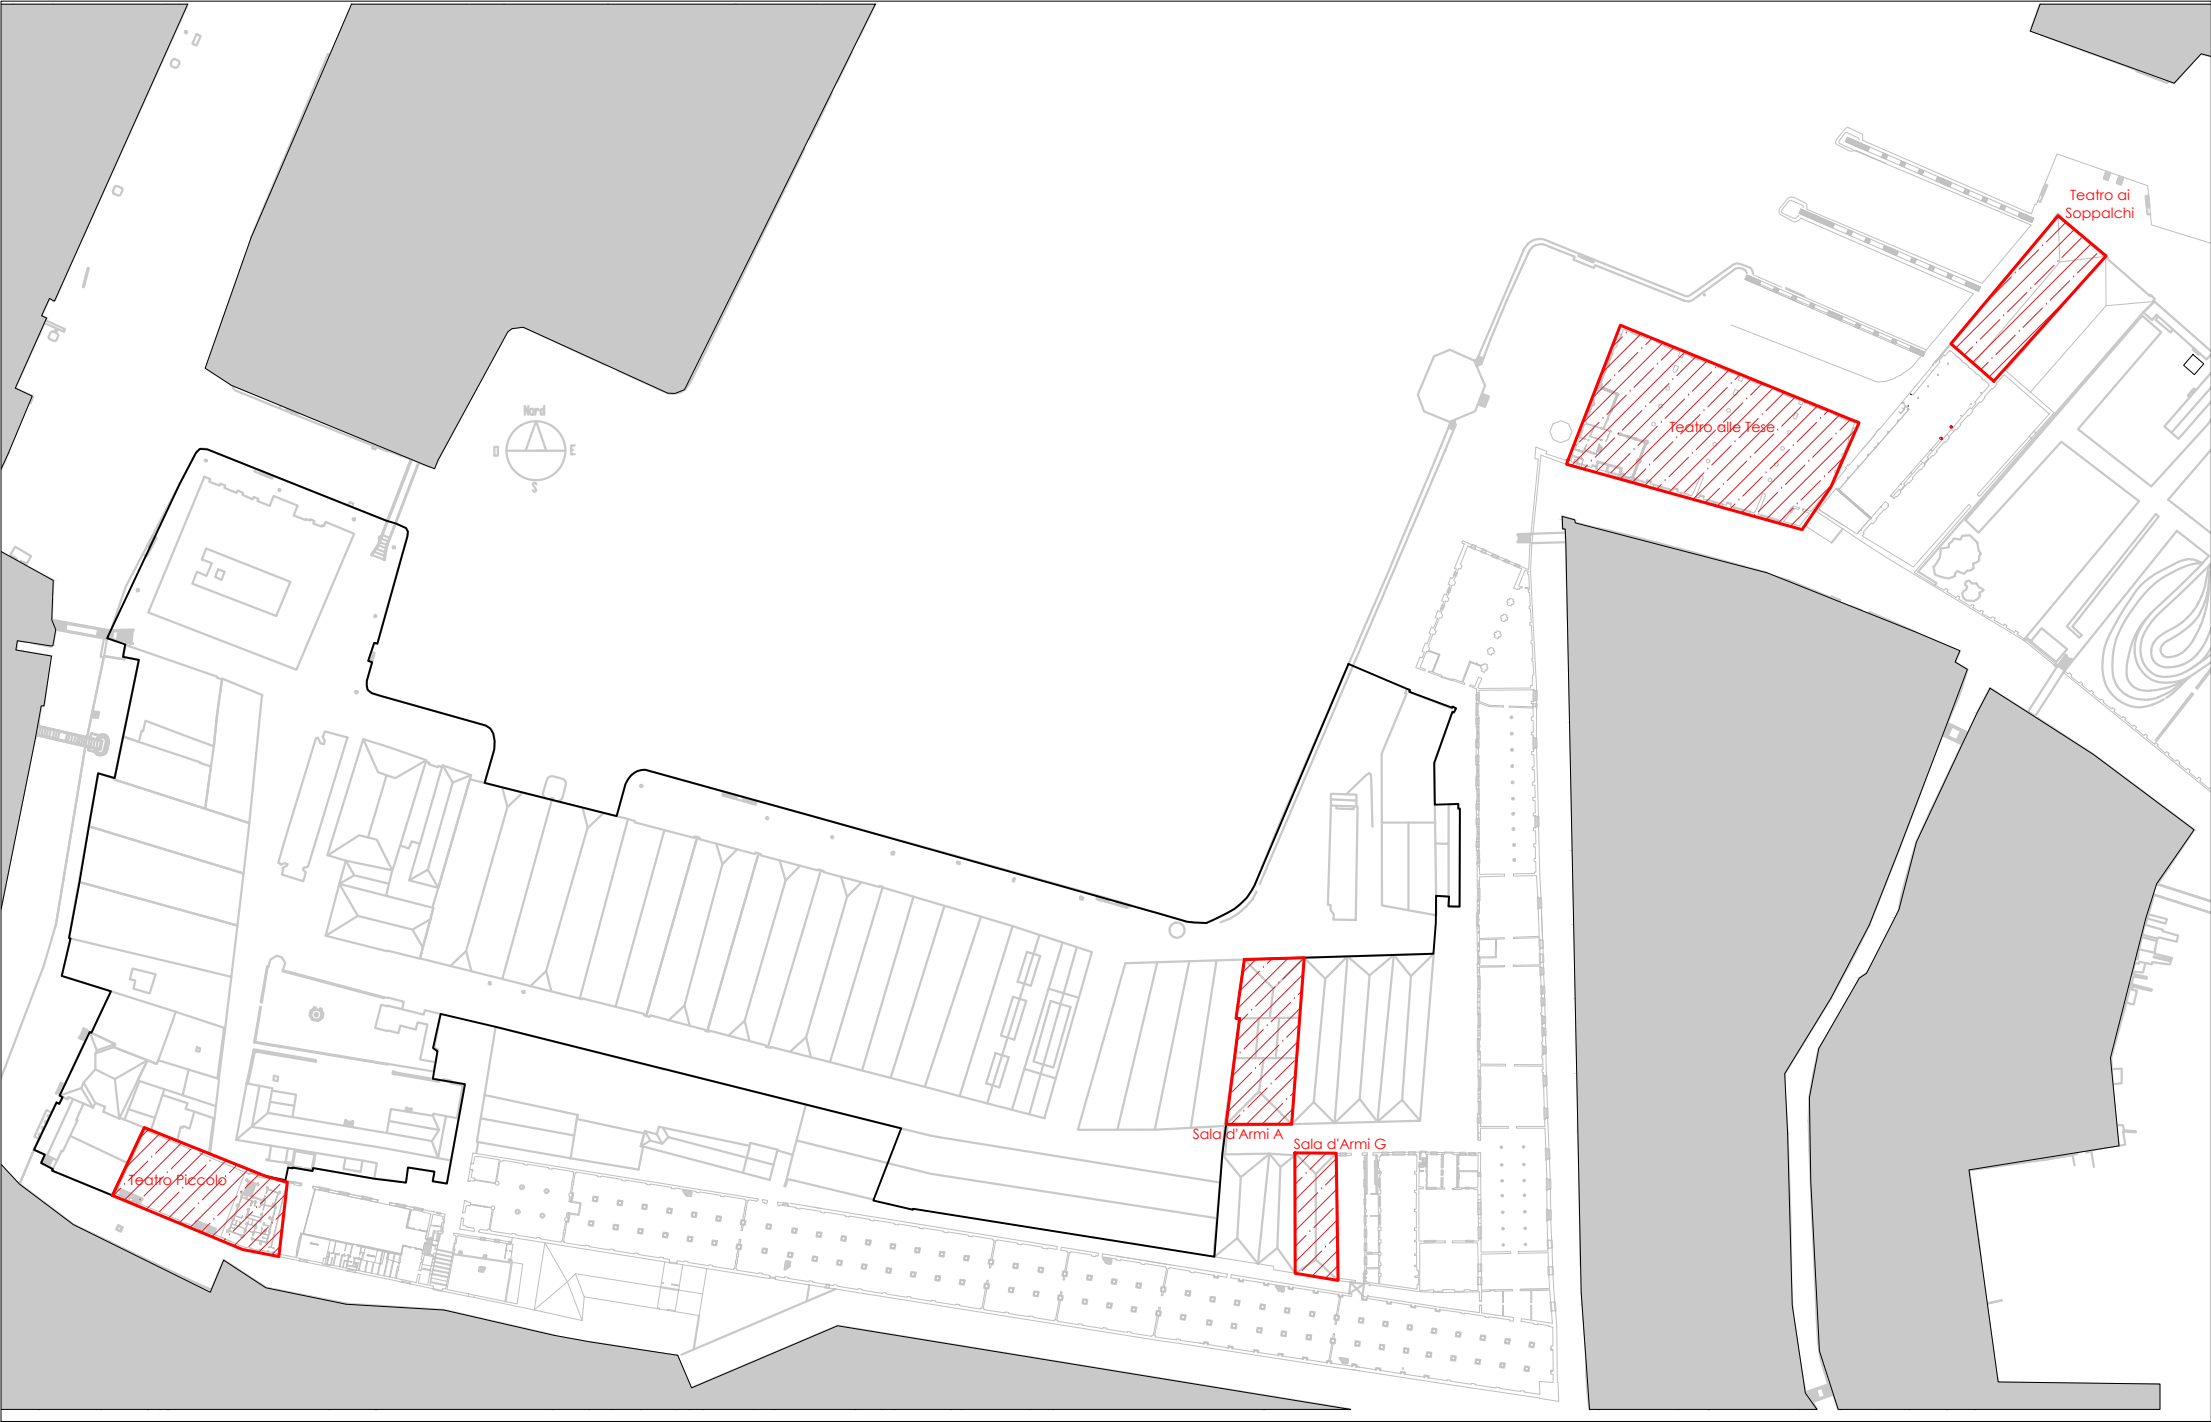 Teatro ai
Soppalchi
Nord
O
E
S
Teatro alle Tese
Sala d'Armi A
Sala d'Armi G
Teatro Piccolo